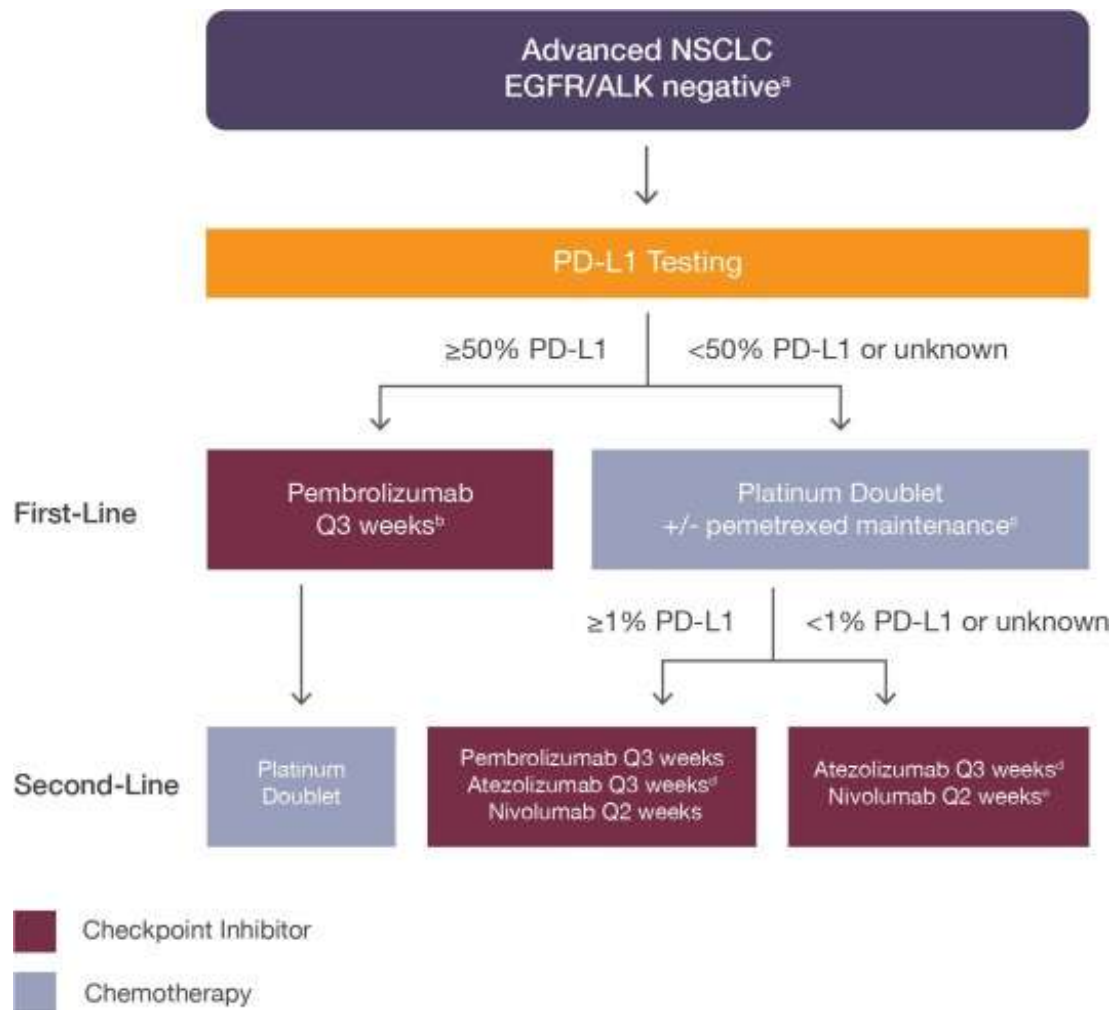 Advanced NSCLC
EGFR/ALK negativeᵃ
PD-L1 Testing
≥50% PD-L1
<50% PD-L1 or unknown
First-Line
Pembrolizumab
Q3 weeksᵇ
Platinum Doublet
+/- pemetrexed maintenanceᶜ
≥1% PD-L1
<1% PD-L1 or unknown
Second-Line
Platinum
Doublet
Pembrolizumab Q3 weeks
Atezolizumab Q3 weeksᵈ
Nivolumab Q2 weeks
Atezolizumab Q3 weeksᵈ
Nivolumab Q2 weeksᵉ
Checkpoint Inhibitor
Chemotherapy